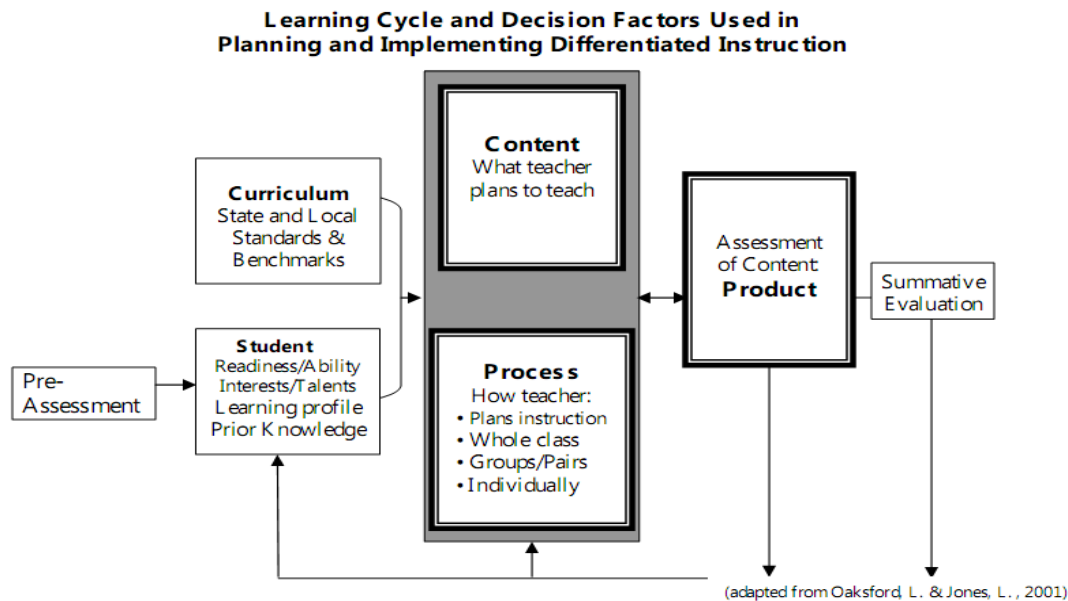 Learning Cycle and Decision Factors Used in
Planning and Implementing Differentiated Instruction
Content
What teacher
plans to teach
Curriculum
State and Local
Standards &
Benchmarks
Assessment
of Content:
Product
Summative
Evaluation
Student
Readiness/Ability
Interests/Talents
Learning profile
Prior Knowledge
Pre-
Assessment
Process
How teacher:
• Plans instruction
• Whole class
• Groups/Pairs
• Individually
(adapted from Oaksford, L. & Jones, L., 2001)